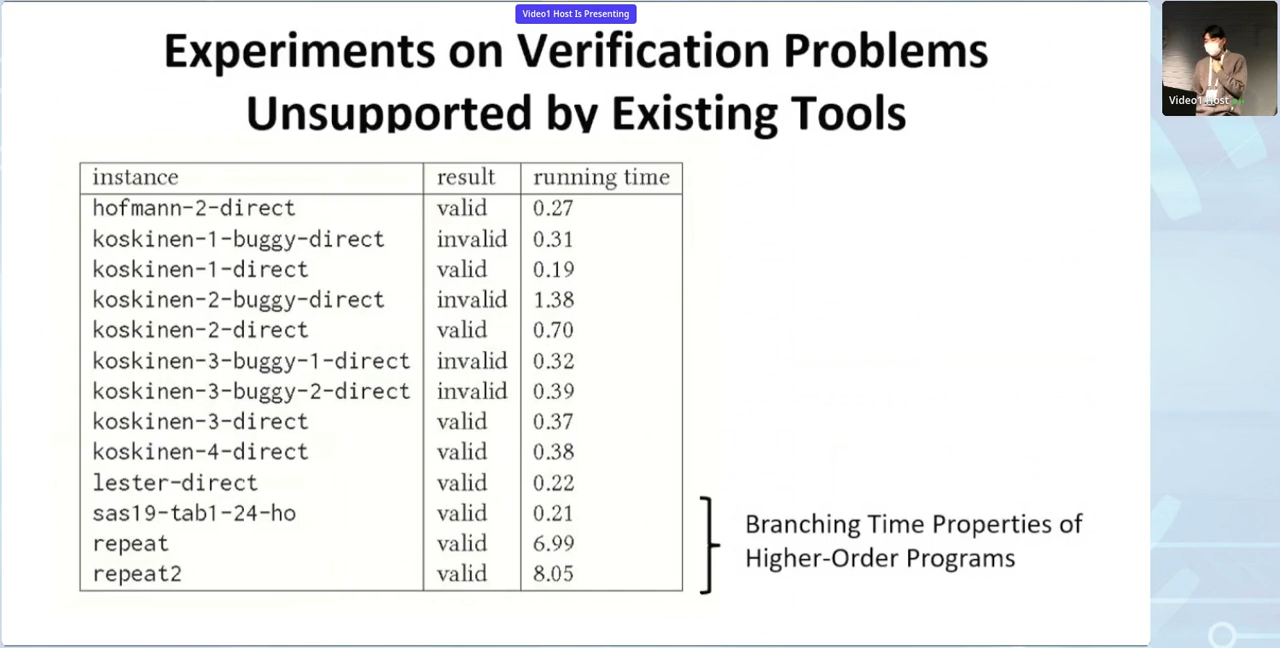 Video1 Host Is Presenting
Experiments on Verification Problems
Unsupported by Existing Tools
Video1 Host
instance result running time
hofmann-2-direct valid 0.27
koskinen-1-buggy-direct invalid 0.31
koskinen-1-direct valid 0.19
koskinen-2-buggy-direct invalid 1.38
koskinen-2-direct valid 0.70
koskinen-3-buggy-1-direct invalid 0.32
koskinen-3-buggy-2-direct invalid 0.39
koskinen-3-direct valid 0.37
koskinen-4-direct valid 0.38
lester-direct valid 0.22
sas19-tab1-24-ho valid 0.21
repeat valid 6.99
repeat2 valid 8.05
Branching Time Properties of
Higher-Order Programs